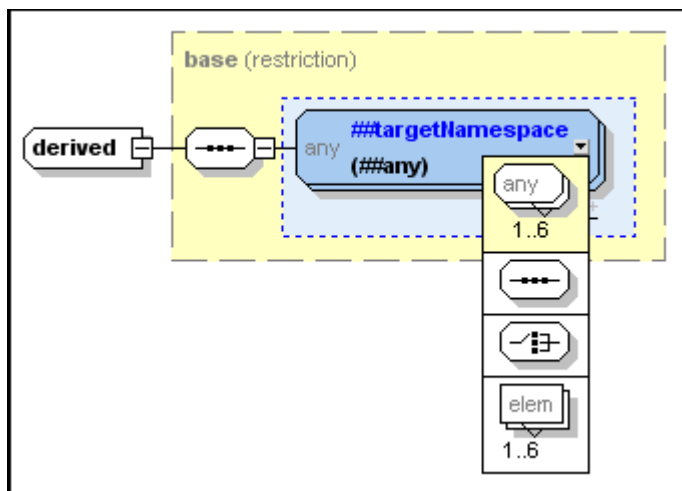 base (restriction)
derived
any
##targetNamespace
(##any)
any
1..6
elem
1..6